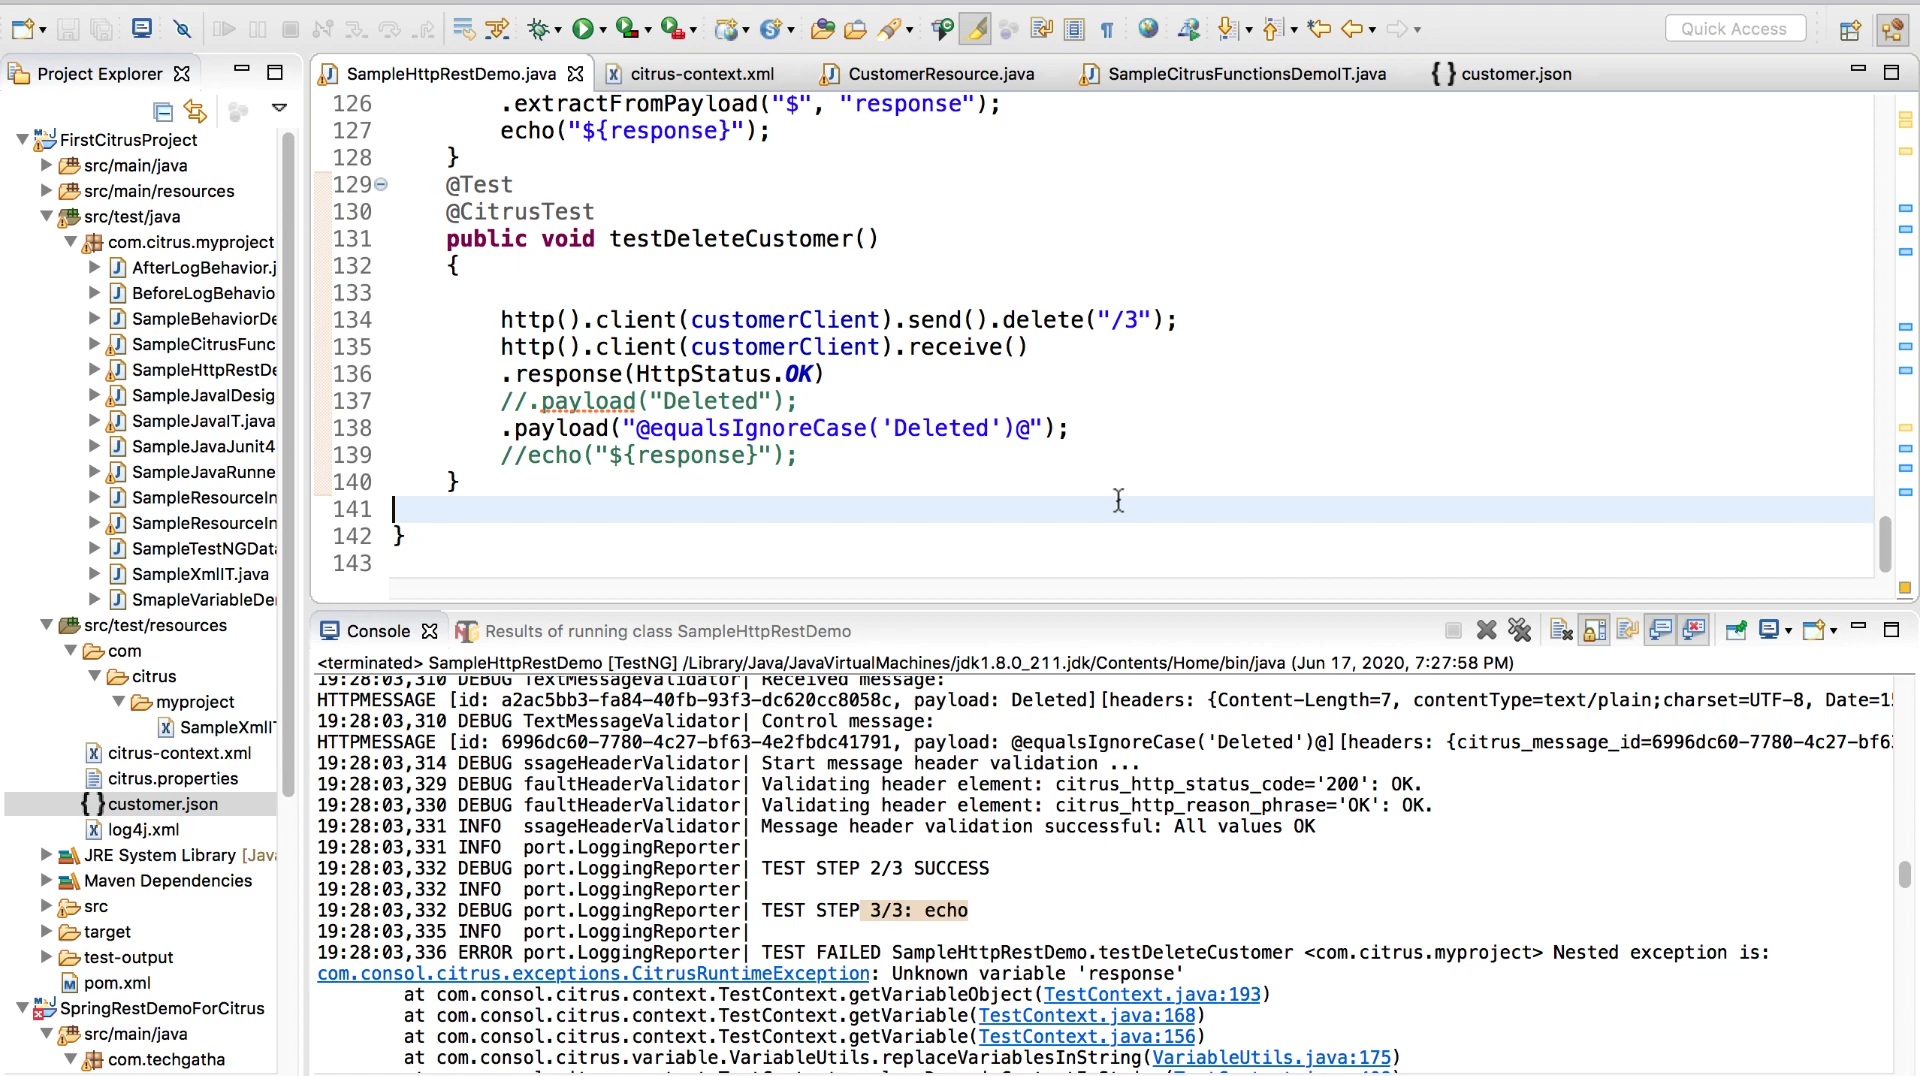 Quick Access
Project Explorer
SampleHttpRestDemo.java
citrus-context.xml
CustomerResource.java
SampleCitrusFunctionsDemoIT.java
{ } customer.json
FirstCitrusProject
src/main/java
src/main/resources
src/test/java
com.citrus.myproject
AfterLogBehavior.j
BeforeLogBehavio
SampleBehaviorDe
SampleCitrusFunc
SampleHttpRestDe
SampleJavaIDesig
SampleJavaIT.java
SampleJavaJunit4
SampleJavaRunne
SampleResourceIn
SampleResourceIn
SampleTestNGData
SampleXmlIT.java
SmapleVariableDe
src/test/resources
com
citrus
myproject
SampleXmlIT
citrus-context.xml
citrus.properties
{ } customer.json
log4j.xml
JRE System Library [Java
Maven Dependencies
src
target
test-output
pom.xml
SpringRestDemoForCitrus
src/main/java
com.techgatha
126 .extractFromPayload("$", "response");
127 echo("${response}");
128 }
129 @Test
130 @CitrusTest
131 public void testDeleteCustomer()
132 {
133
134 http().client(customerClient).send().delete("/3");
135 http().client(customerClient).receive()
136 .response(HttpStatus.OK)
137 //.payload("Deleted");
138 .payload("@equalsIgnoreCase('Deleted')@");
139 //echo("${response}");
140 }
141
142 }
143
Console
Results of running class SampleHttpRestDemo
<terminated> SampleHttpRestDemo [TestNG] /Library/Java/JavaVirtualMachines/jdk1.8.0_211.jdk/Contents/Home/bin/java (Jun 17, 2020, 7:27:58 PM)
19:28:03,310 DEBUG TextMessageValidator| Received message:
HTTPMESSAGE [id: a2ac5bb3-fa84-40fb-93f3-dc620cc8058c, payload: Deleted][headers: {Content-Length=7, contentType=text/plain;charset=UTF-8, Date=15
19:28:03,310 DEBUG TextMessageValidator| Control message:
HTTPMESSAGE [id: 6996dc60-7780-4c27-bf63-4e2fbdc41791, payload: @equalsIgnoreCase('Deleted')@][headers: {citrus_message_id=6996dc60-7780-4c27-bf63
19:28:03,314 DEBUG ssageHeaderValidator| Start message header validation ...
19:28:03,329 DEBUG faultHeaderValidator| Validating header element: citrus_http_status_code='200': OK.
19:28:03,330 DEBUG faultHeaderValidator| Validating header element: citrus_http_reason_phrase='OK': OK.
19:28:03,331 INFO ssageHeaderValidator| Message header validation successful: All values OK
19:28:03,331 INFO port.LoggingReporter|
19:28:03,332 DEBUG port.LoggingReporter| TEST STEP 2/3 SUCCESS
19:28:03,332 INFO port.LoggingReporter|
19:28:03,332 DEBUG port.LoggingReporter| TEST STEP 3/3: echo
19:28:03,335 INFO port.LoggingReporter|
19:28:03,336 ERROR port.LoggingReporter| TEST FAILED SampleHttpRestDemo.testDeleteCustomer <com.citrus.myproject> Nested exception is:
com.consol.citrus.exceptions.CitrusRuntimeException: Unknown variable 'response'
at com.consol.citrus.context.TestContext.getVariableObject(TestContext.java:193)
at com.consol.citrus.context.TestContext.getVariable(TestContext.java:168)
at com.consol.citrus.context.TestContext.getVariable(TestContext.java:156)
at com.consol.citrus.variable.VariableUtils.replaceVariablesInString(VariableUtils.java:175)